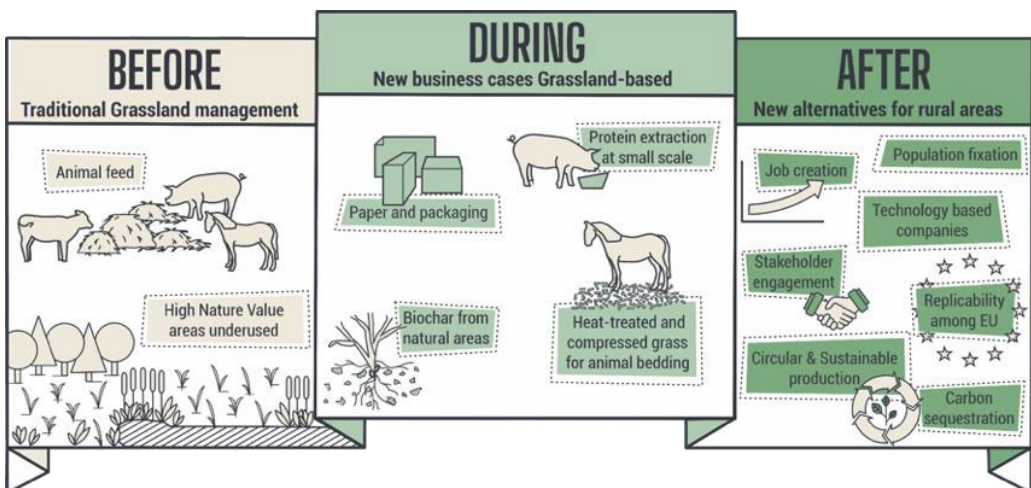 BEFORE
Traditional Grassland management
Animal feed
High Nature Value
areas underused
DURING
New business cases Grassland-based
Protein extraction
at small scale
Paper and packaging
Biochar from
natural areas
Heat-treated and
compressed grass
for animal bedding
AFTER
New alternatives for rural areas
Population fixation
Job creation
Technology based
companies
Stakeholder
engagement
Replicability
among EU
Circular & Sustainable
production
Carbon
sequestration